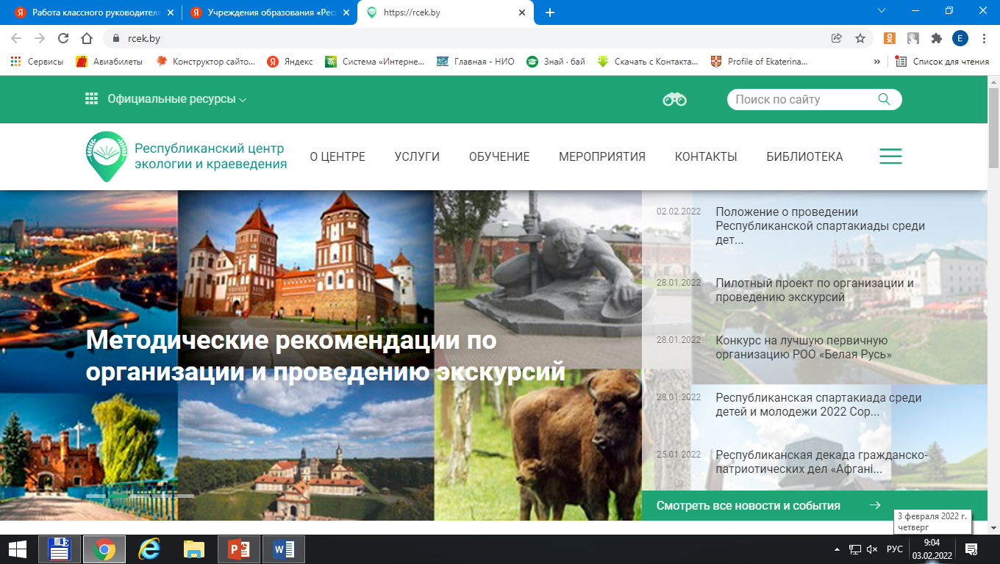 Работа классного руководителя
Учреждения образования «Рес
https://rcek.by
rcek.by
E
Сервисы
Авиабилеты
Конструктор сайто...
Яндекс
Система «Интерне...
Главная - НИО
Знай · бай
Скачать с Контакта...
Profile of Ekaterina...
»
Список для чтения
Официальные ресурсы
Поиск по сайту
Республиканский центр
экологии и краеведения
О ЦЕНТРЕ
УСЛУГИ
ОБУЧЕНИЕ
МЕРОПРИЯТИЯ
КОНТАКТЫ
БИБЛИОТЕКА
Методические рекомендации по
организации и проведению экскурсий
02.02.2022
Положение о проведении
Республиканской спартакиады среди
дет...
28.01.2022
Пилотный проект по организации и
проведению экскурсий
28.01.2022
Конкурс на лучшую первичную
организацию РОО «Белая Русь»
28.01.2022
Республиканская спартакиада среди
детей и молодежи 2022 Сор...
25.01.2022
Республиканская декада гражданско-
патриотических дел «Афгані...
Смотреть все новости и события
3 февраля 2022 г.
четверг
РУС
9:04
03.02.2022